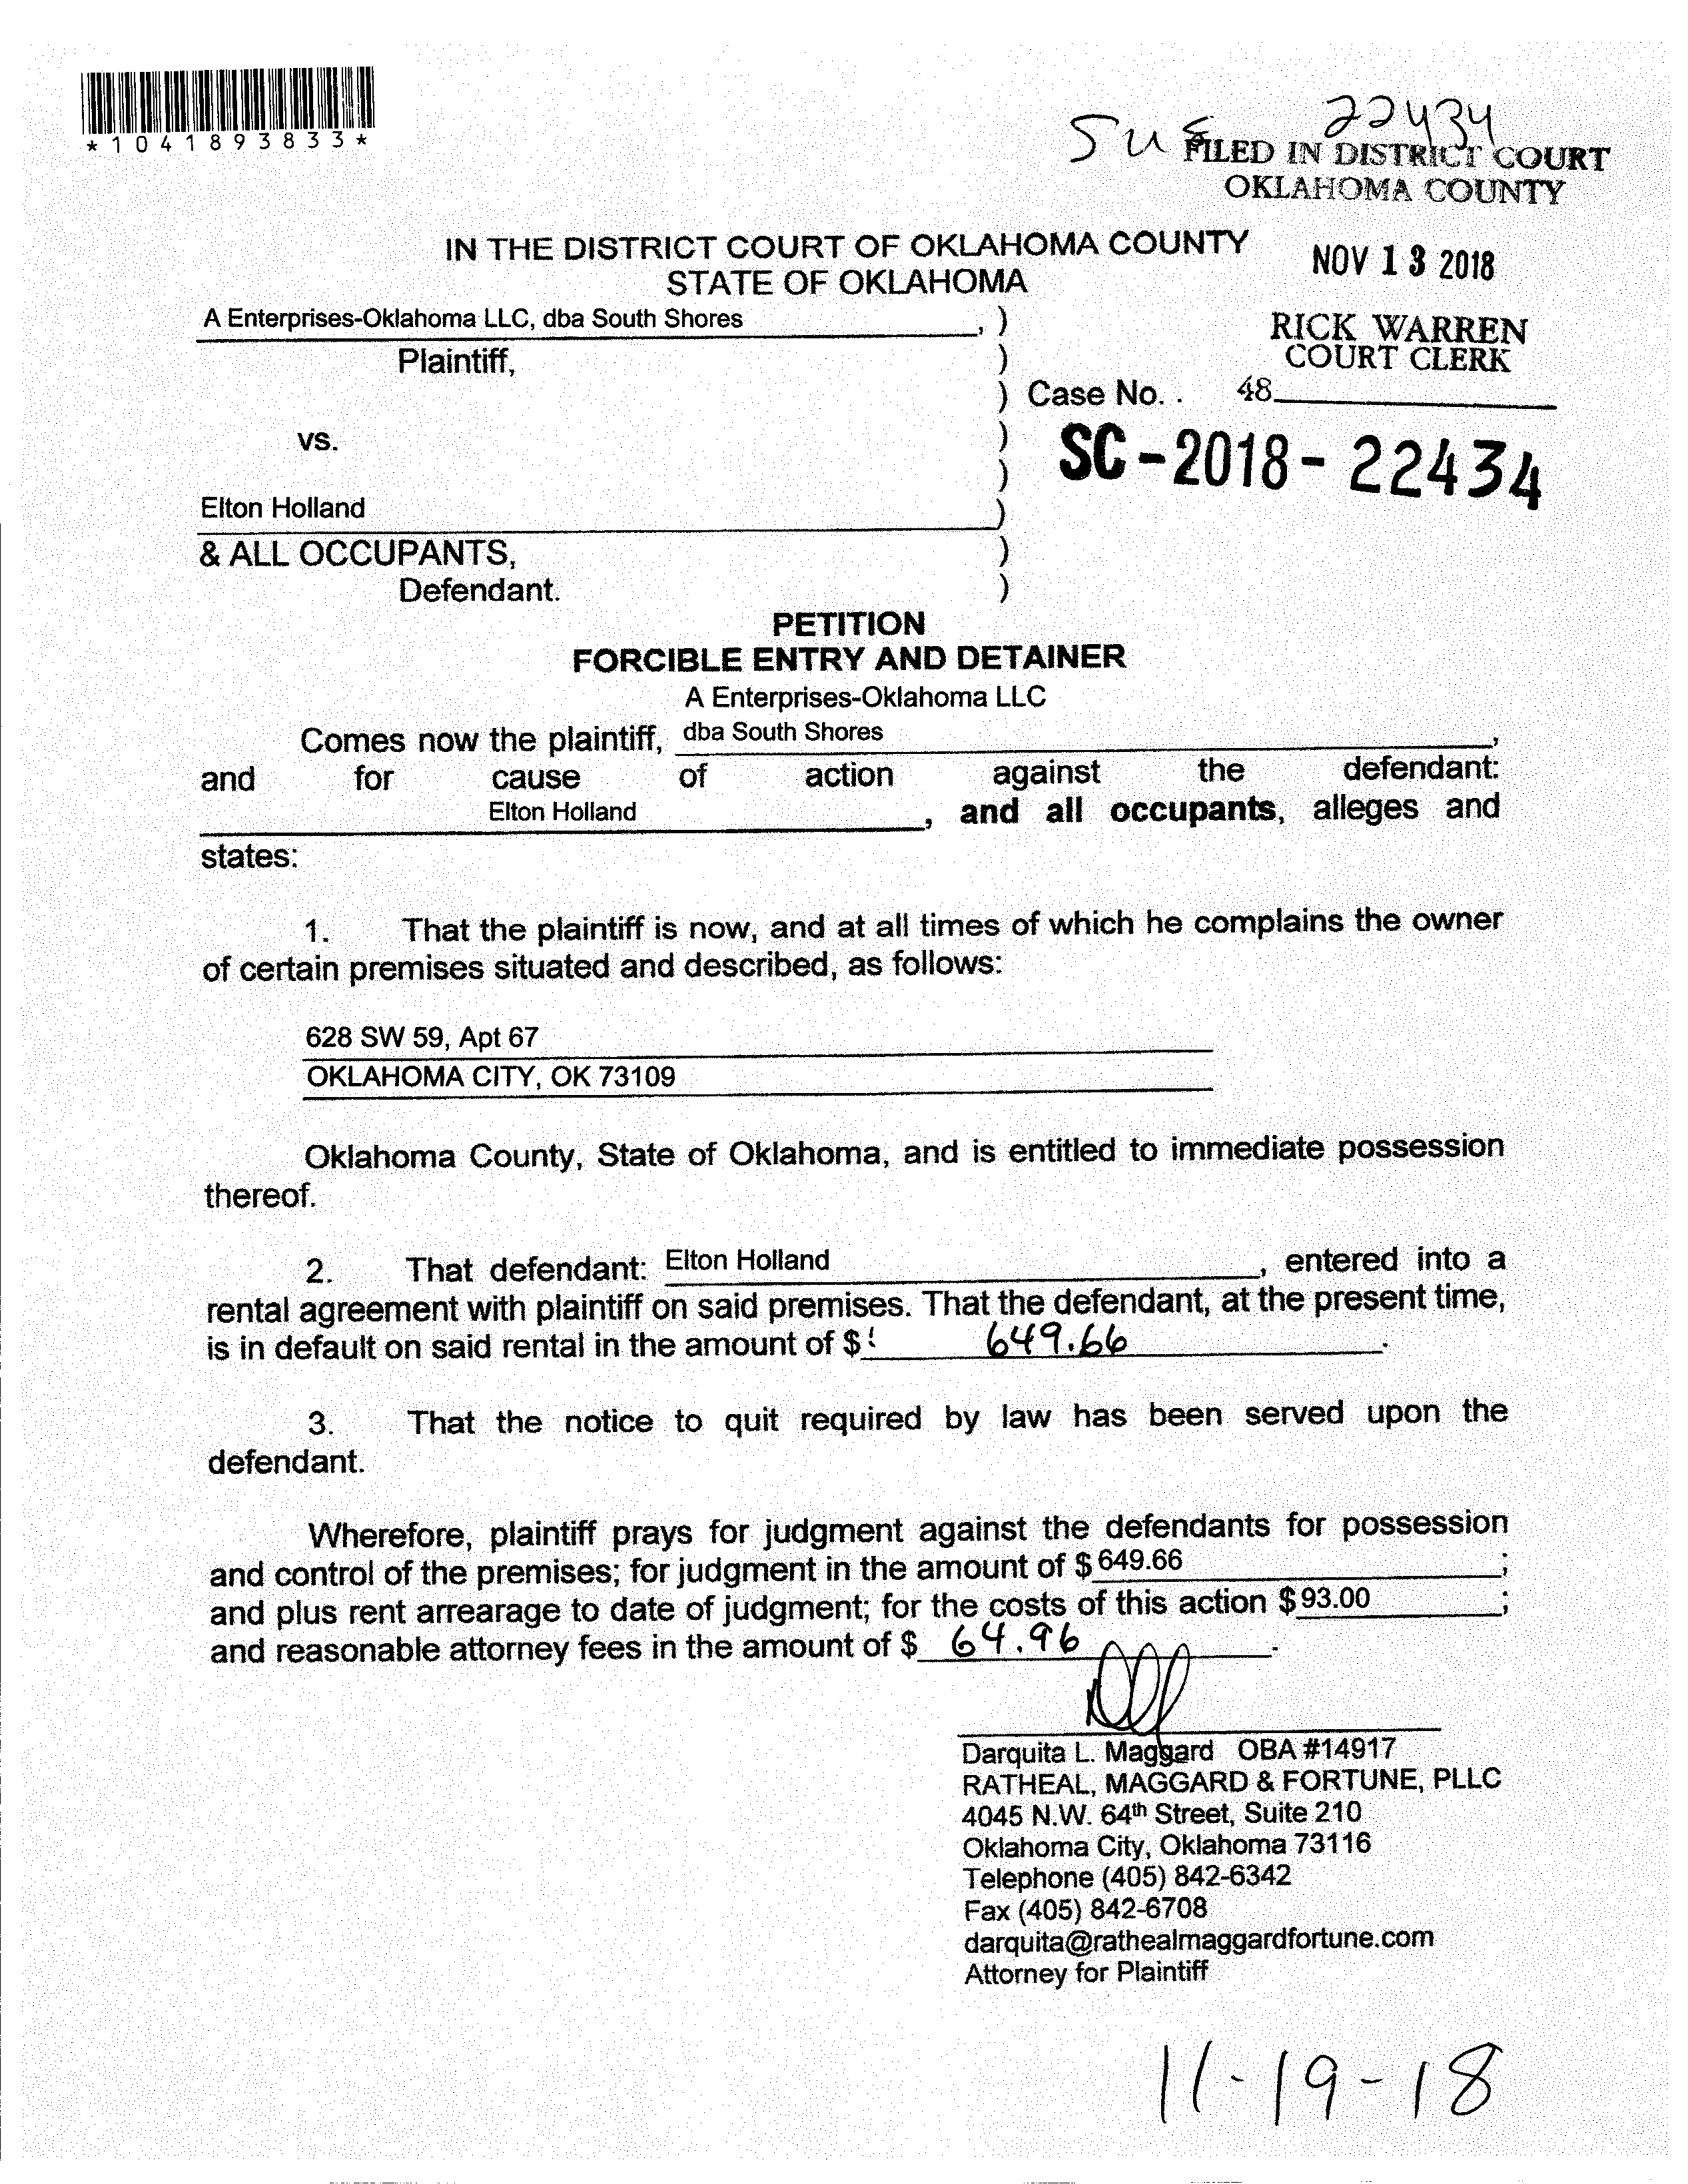 *1041893833*
22434
FILED IN DISTRICT COURT
OKLAHOMA COUNTY
IN THE DISTRICT COURT OF OKLAHOMA COUNTY
STATE OF OKLAHOMA
NOV 13 2018
RICK WARREN
COURT CLERK
A Enterprises-Oklahoma LLC, dba South Shores , )
Plaintiff, )
) Case No. . 48
vs. )
) SC-2018-22434
Elton Holland )
& ALL OCCUPANTS, )
Defendant. )
PETITION
FORCIBLE ENTRY AND DETAINER
A Enterprises-Oklahoma LLC
Comes now the plaintiff, dba South Shores ,
and for cause of action against the defendant:
Elton Holland , and all occupants, alleges and
states:
1. That the plaintiff is now, and at all times of which he complains the owner
of certain premises situated and described, as follows:
628 SW 59, Apt 67
OKLAHOMA CITY, OK 73109
Oklahoma County, State of Oklahoma, and is entitled to immediate possession
thereof.
2. That defendant: Elton Holland , entered into a
rental agreement with plaintiff on said premises. That the defendant, at the present time,
is in default on said rental in the amount of $ 649.66 .
3. That the notice to quit required by law has been served upon the
defendant.
Wherefore, plaintiff prays for judgment against the defendants for possession
and control of the premises; for judgment in the amount of $ 649.66 ;
and plus rent arrearage to date of judgment; for the costs of this action $ 93.00 ;
and reasonable attorney fees in the amount of $ 64.96 .
Darquita L. Maggard OBA #14917
RATHEAL, MAGGARD & FORTUNE, PLLC
4045 N.W. 64th Street, Suite 210
Oklahoma City, Oklahoma 73116
Telephone (405) 842-6342
Fax (405) 842-6708
darquita@rathealmaggardfortune.com
Attorney for Plaintiff
11-19-18